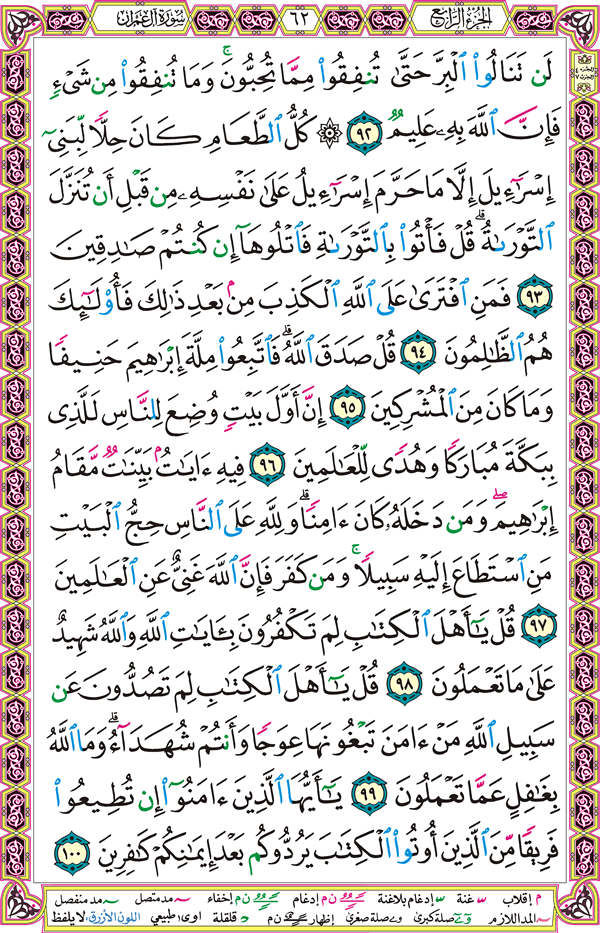 الجزء الرابع
٦٢
سورة آل عمران
لَن تَنَالُوا۟ ٱلْبِرَّ حَتَّىٰ تُنفِقُوا۟ مِمَّا تُحِبُّونَ ۚ وَمَا تُنفِقُوا۟ مِن شَىْءٍ
فَإِنَّ ٱللَّهَ بِهِۦ عَلِيمٌ ٩٢ ۞ كُلُّ ٱلطَّعَامِ كَانَ حِلًّا لِّبَنِىٓ
إِسْرَٰٓءِيلَ إِلَّا مَا حَرَّمَ إِسْرَٰٓءِيلُ عَلَىٰ نَفْسِهِۦ مِن قَبْلِ أَن تُنَزَّلَ
ٱلتَّوْرَىٰةُ ۗ قُلْ فَأْتُوا۟ بِٱلتَّوْرَىٰةِ فَٱتْلُوهَآ إِن كُنتُمْ صَٰدِقِينَ
٩٣ فَمَنِ ٱفْتَرَىٰ عَلَى ٱللَّهِ ٱلْكَذِبَ مِنۢ بَعْدِ ذَٰلِكَ فَأُو۟لَٰٓئِكَ
هُمُ ٱلظَّٰلِمُونَ ٩٤ قُلْ صَدَقَ ٱللَّهُ ۗ فَٱتَّبِعُوا۟ مِلَّةَ إِبْرَٰهِيمَ حَنِيفًا
وَمَا كَانَ مِنَ ٱلْمُشْرِكِينَ ٩٥ إِنَّ أَوَّلَ بَيْتٍ وُضِعَ لِلنَّاسِ لَلَّذِى
بِبَكَّةَ مُبَارَكًا وَهُدًى لِّلْعَٰلَمِينَ ٩٦ فِيهِ ءَايَٰتٌۢ بَيِّنَٰتٌ مَّقَامُ
إِبْرَٰهِيمَ ۖ وَمَن دَخَلَهُۥ كَانَ ءَامِنًا ۗ وَلِلَّهِ عَلَى ٱلنَّاسِ حِجُّ ٱلْبَيْتِ
مَنِ ٱسْتَطَاعَ إِلَيْهِ سَبِيلًا ۚ وَمَن كَفَرَ فَإِنَّ ٱللَّهَ غَنِىٌّ عَنِ ٱلْعَٰلَمِينَ
٩٧ قُلْ يَٰٓأَهْلَ ٱلْكِتَٰبِ لِمَ تَكْفُرُونَ بِـَٔايَٰتِ ٱللَّهِ وَٱللَّهُ شَهِيدٌ
عَلَىٰ مَا تَعْمَلُونَ ٩٨ قُلْ يَٰٓأَهْلَ ٱلْكِتَٰبِ لِمَ تَصُدُّونَ عَن
سَبِيلِ ٱللَّهِ مَنْ ءَامَنَ تَبْغُونَهَا عِوَجًا وَأَنتُمْ شُهَدَآءُ ۗ وَمَا ٱللَّهُ
بِغَٰفِلٍ عَمَّا تَعْمَلُونَ ٩٩ يَٰٓأَيُّهَا ٱلَّذِينَ ءَامَنُوٓا۟ إِن تُطِيعُوا۟
فَرِيقًا مِّنَ ٱلَّذِينَ أُوتُوا۟ ٱلْكِتَٰبَ يَرُدُّوكُم بَعْدَ إِيمَٰنِكُمْ كَٰفِرِينَ ١٠٠
م إقلاب غنة إدغام بلاغنة ن م إدغام ن م إخفاء مد متصل مد منفصل
المد اللازم صلة كبرى صلة صغرى إظهار ن م قلقلة اوى: طبيعي اللون الأزرق: لا يلفظ